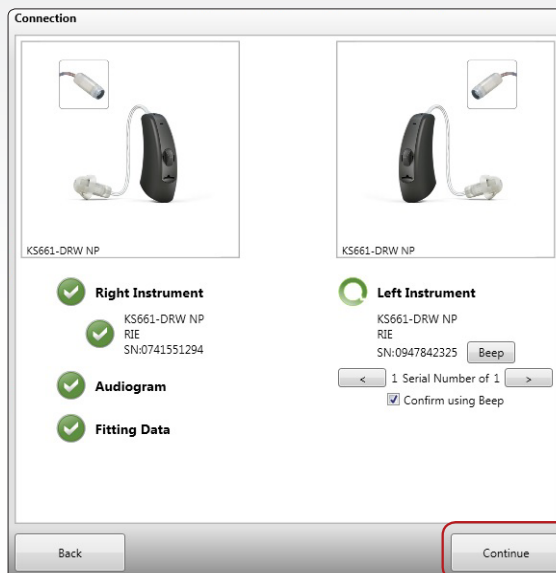 Connection
KS661-DRW NP
KS661-DRW NP
Right Instrument
KS661-DRW NP
RIE
SN:0741551294
Audiogram
Fitting Data
Left Instrument
KS661-DRW NP
RIE
SN:0947842325 Beep
< 1 Serial Number of 1 >
Confirm using Beep
Back
Continue